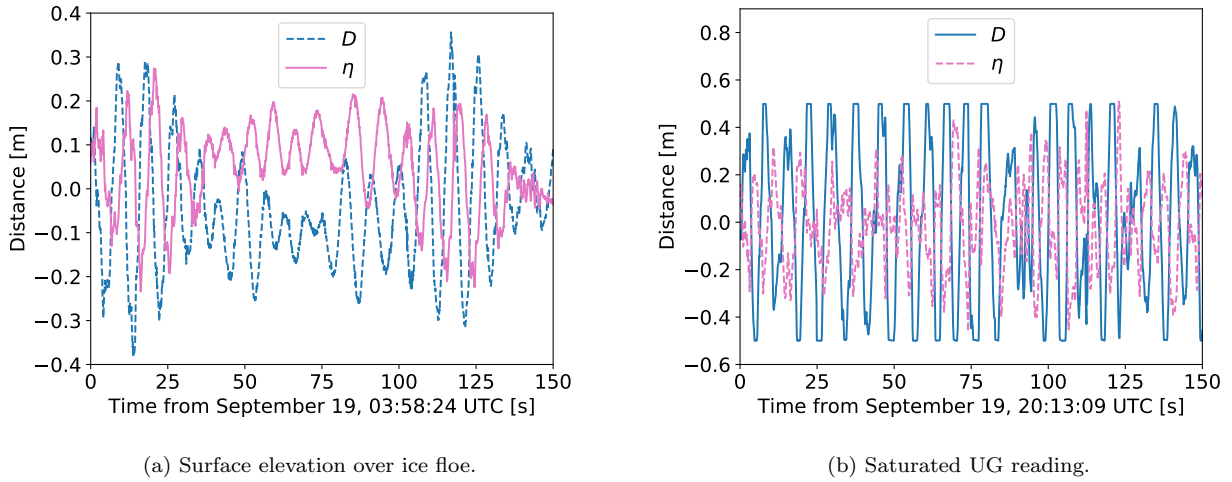 0.4
0.3
0.2
0.1
0.0
−0.1
−0.2
−0.3
−0.4
Distance [m]
D
η
0 25 50 75 100 125 150
Time from September 19, 03:58:24 UTC [s]
(a) Surface elevation over ice floe.
0.8
0.6
0.4
0.2
0.0
−0.2
−0.4
−0.6
Distance [m]
D
η
0 25 50 75 100 125 150
Time from September 19, 20:13:09 UTC [s]
(b) Saturated UG reading.